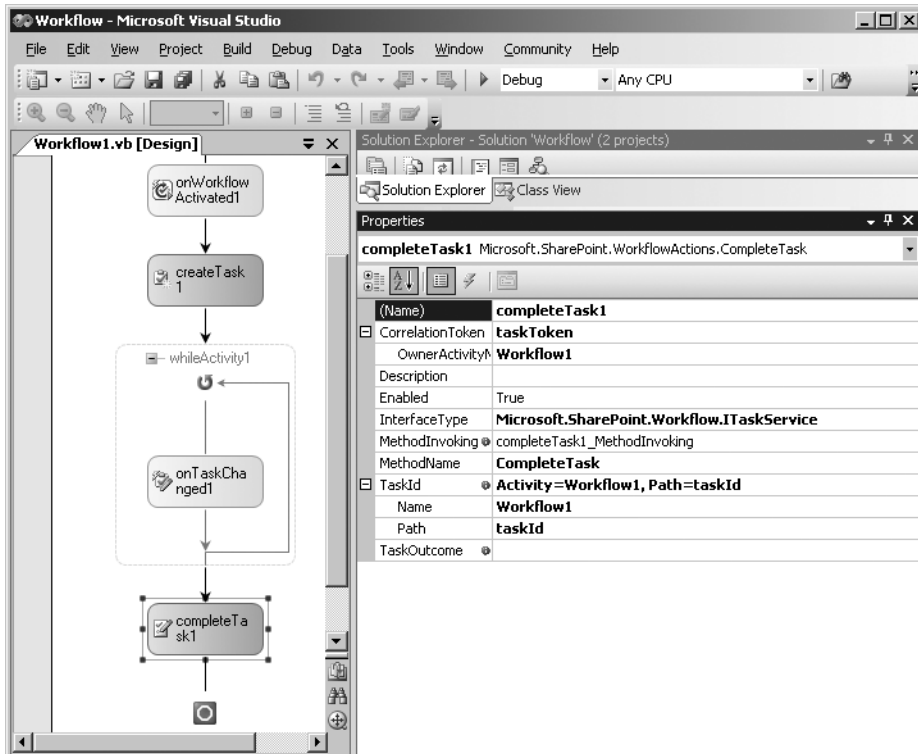 Workflow - Microsoft Visual Studio
File Edit View Project Build Debug Data Tools Window Community Help
Debug Any CPU
Workflow1.vb [Design]
onWorkflow
Activated1
createTask
1
whileActivity1
onTaskCha
nged1
completeTa
sk1
Solution Explorer - Solution 'Workflow' (2 projects)
Solution Explorer Class View
Properties
completeTask1 Microsoft.SharePoint.WorkflowActions.CompleteTask
(Name) completeTask1
CorrelationToken taskToken
OwnerActivityN Workflow1
Description
Enabled True
InterfaceType Microsoft.SharePoint.Workflow.ITaskService
MethodInvoking completeTask1_MethodInvoking
MethodName CompleteTask
TaskId Activity=Workflow1, Path=taskId
Name Workflow1
Path taskId
TaskOutcome